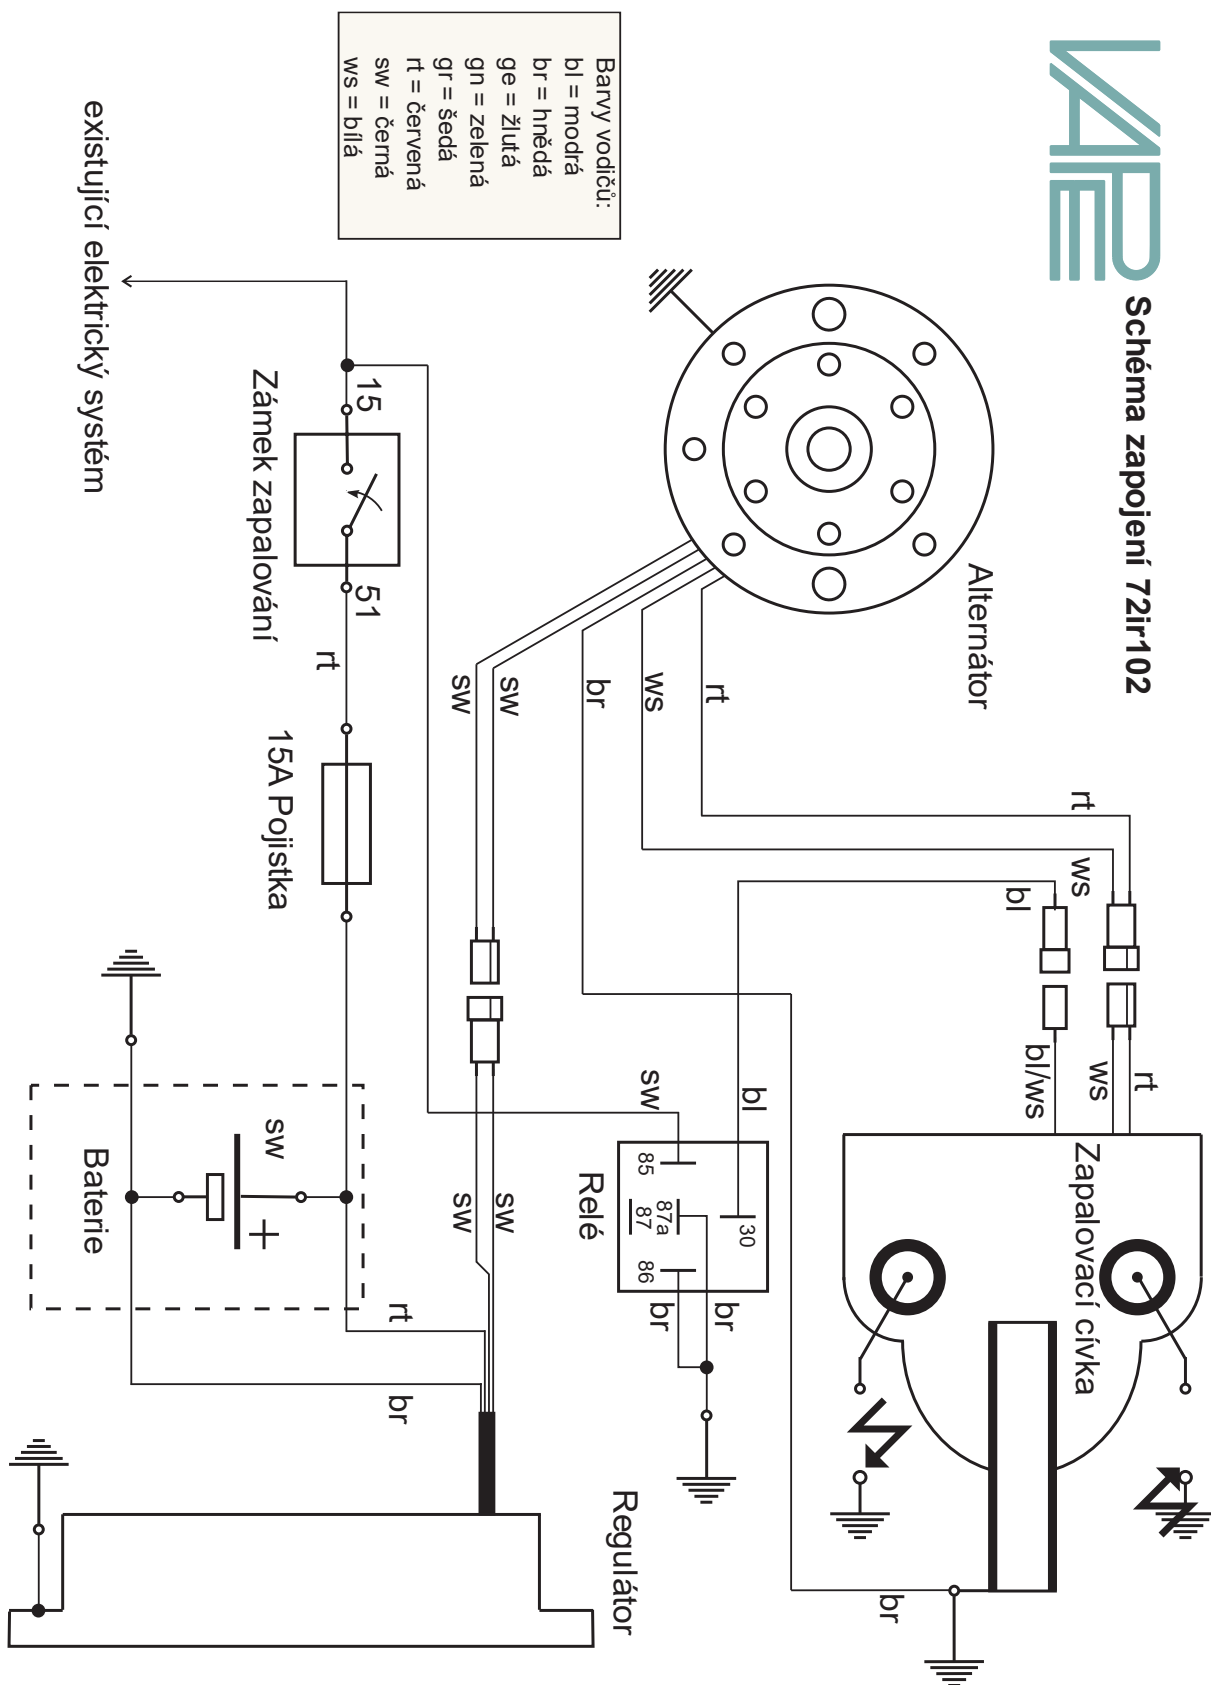 VAPE
Schéma zapojení 72ir102
Barvy vodičů:
bl = modrá
br = hnědá
ge = žlutá
gn = zelená
gr = šedá
rt = červená
sw = černá
ws = bílá
Alternátor
rt
ws
br
sw
sw
rt
ws
bl
rt
ws
bl/ws
Zapalovací cívka
br
bl
sw
30
87a
87
85
86
Relé
br
br
existující elektrický systém
15
51
Zámek zapalování
rt
15A Pojistka
sw
+
Baterie
sw
sw
rt
br
Regulátor